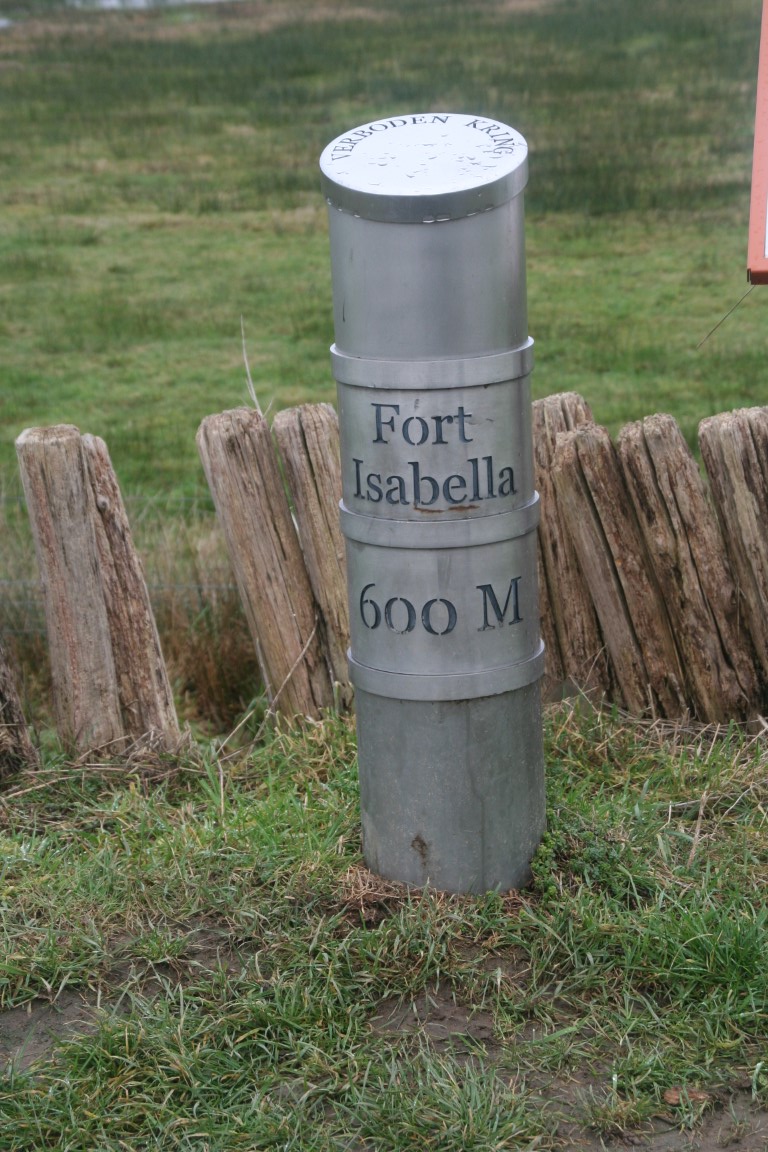 VERBODEN KRING
Fort
Isabella
600 M